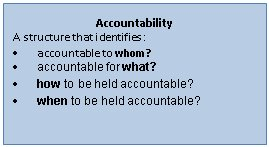 Accountability
A structure that identifies:
• accountable to whom?
• accountable for what?
• how to be held accountable?
• when to be held accountable?